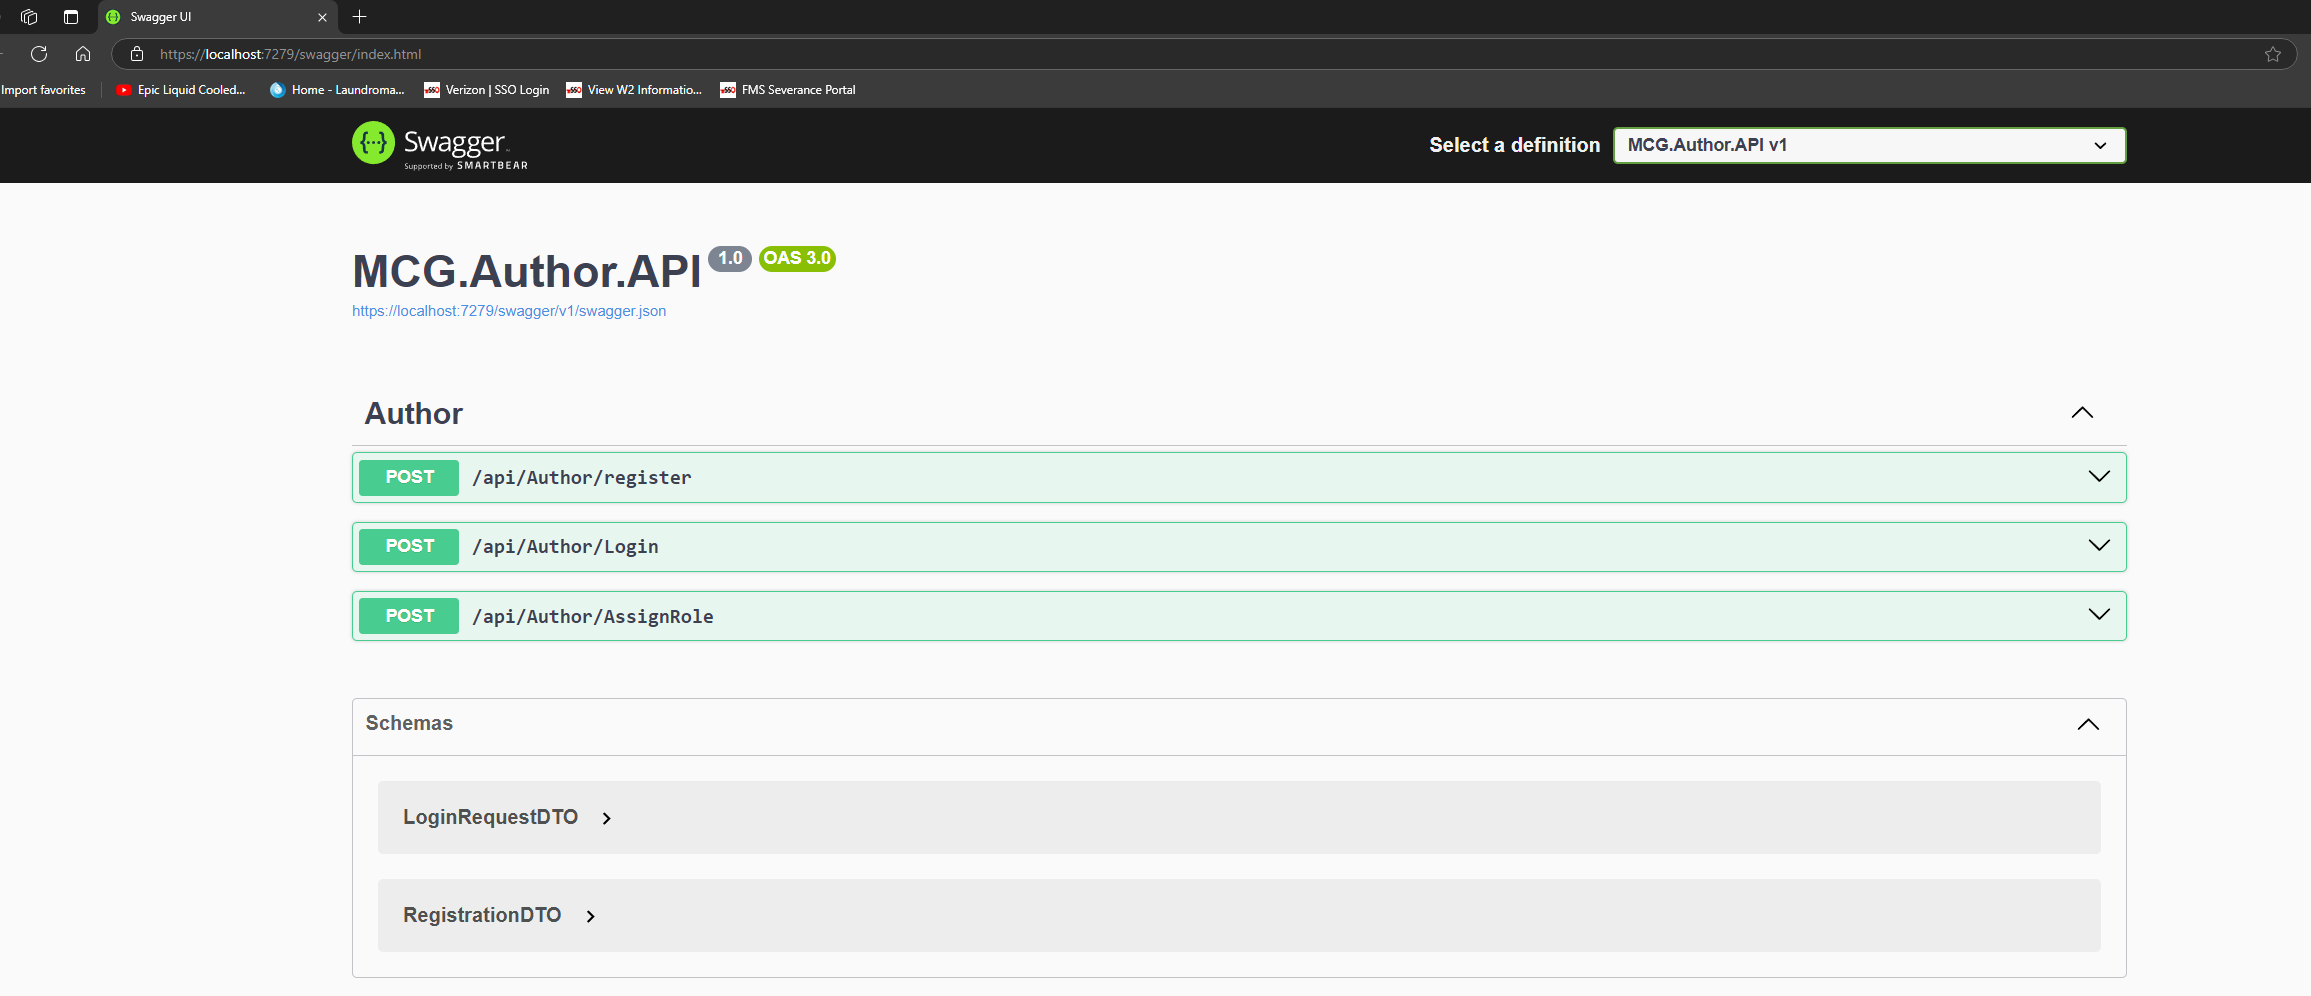 Swagger UI
https://localhost:7279/swagger/index.html
Import favorites
Epic Liquid Cooled...
Home - Laundroma...
Verizon | SSO Login
View W2 Informatio...
FMS Severance Portal
Swagger
Supported by SMARTBEAR
Select a definition
MCG.Author.API v1
MCG.Author.API 1.0 OAS 3.0
https://localhost:7279/swagger/v1/swagger.json
Author
POST /api/Author/register
POST /api/Author/Login
POST /api/Author/AssignRole
Schemas
LoginRequestDTO
RegistrationDTO